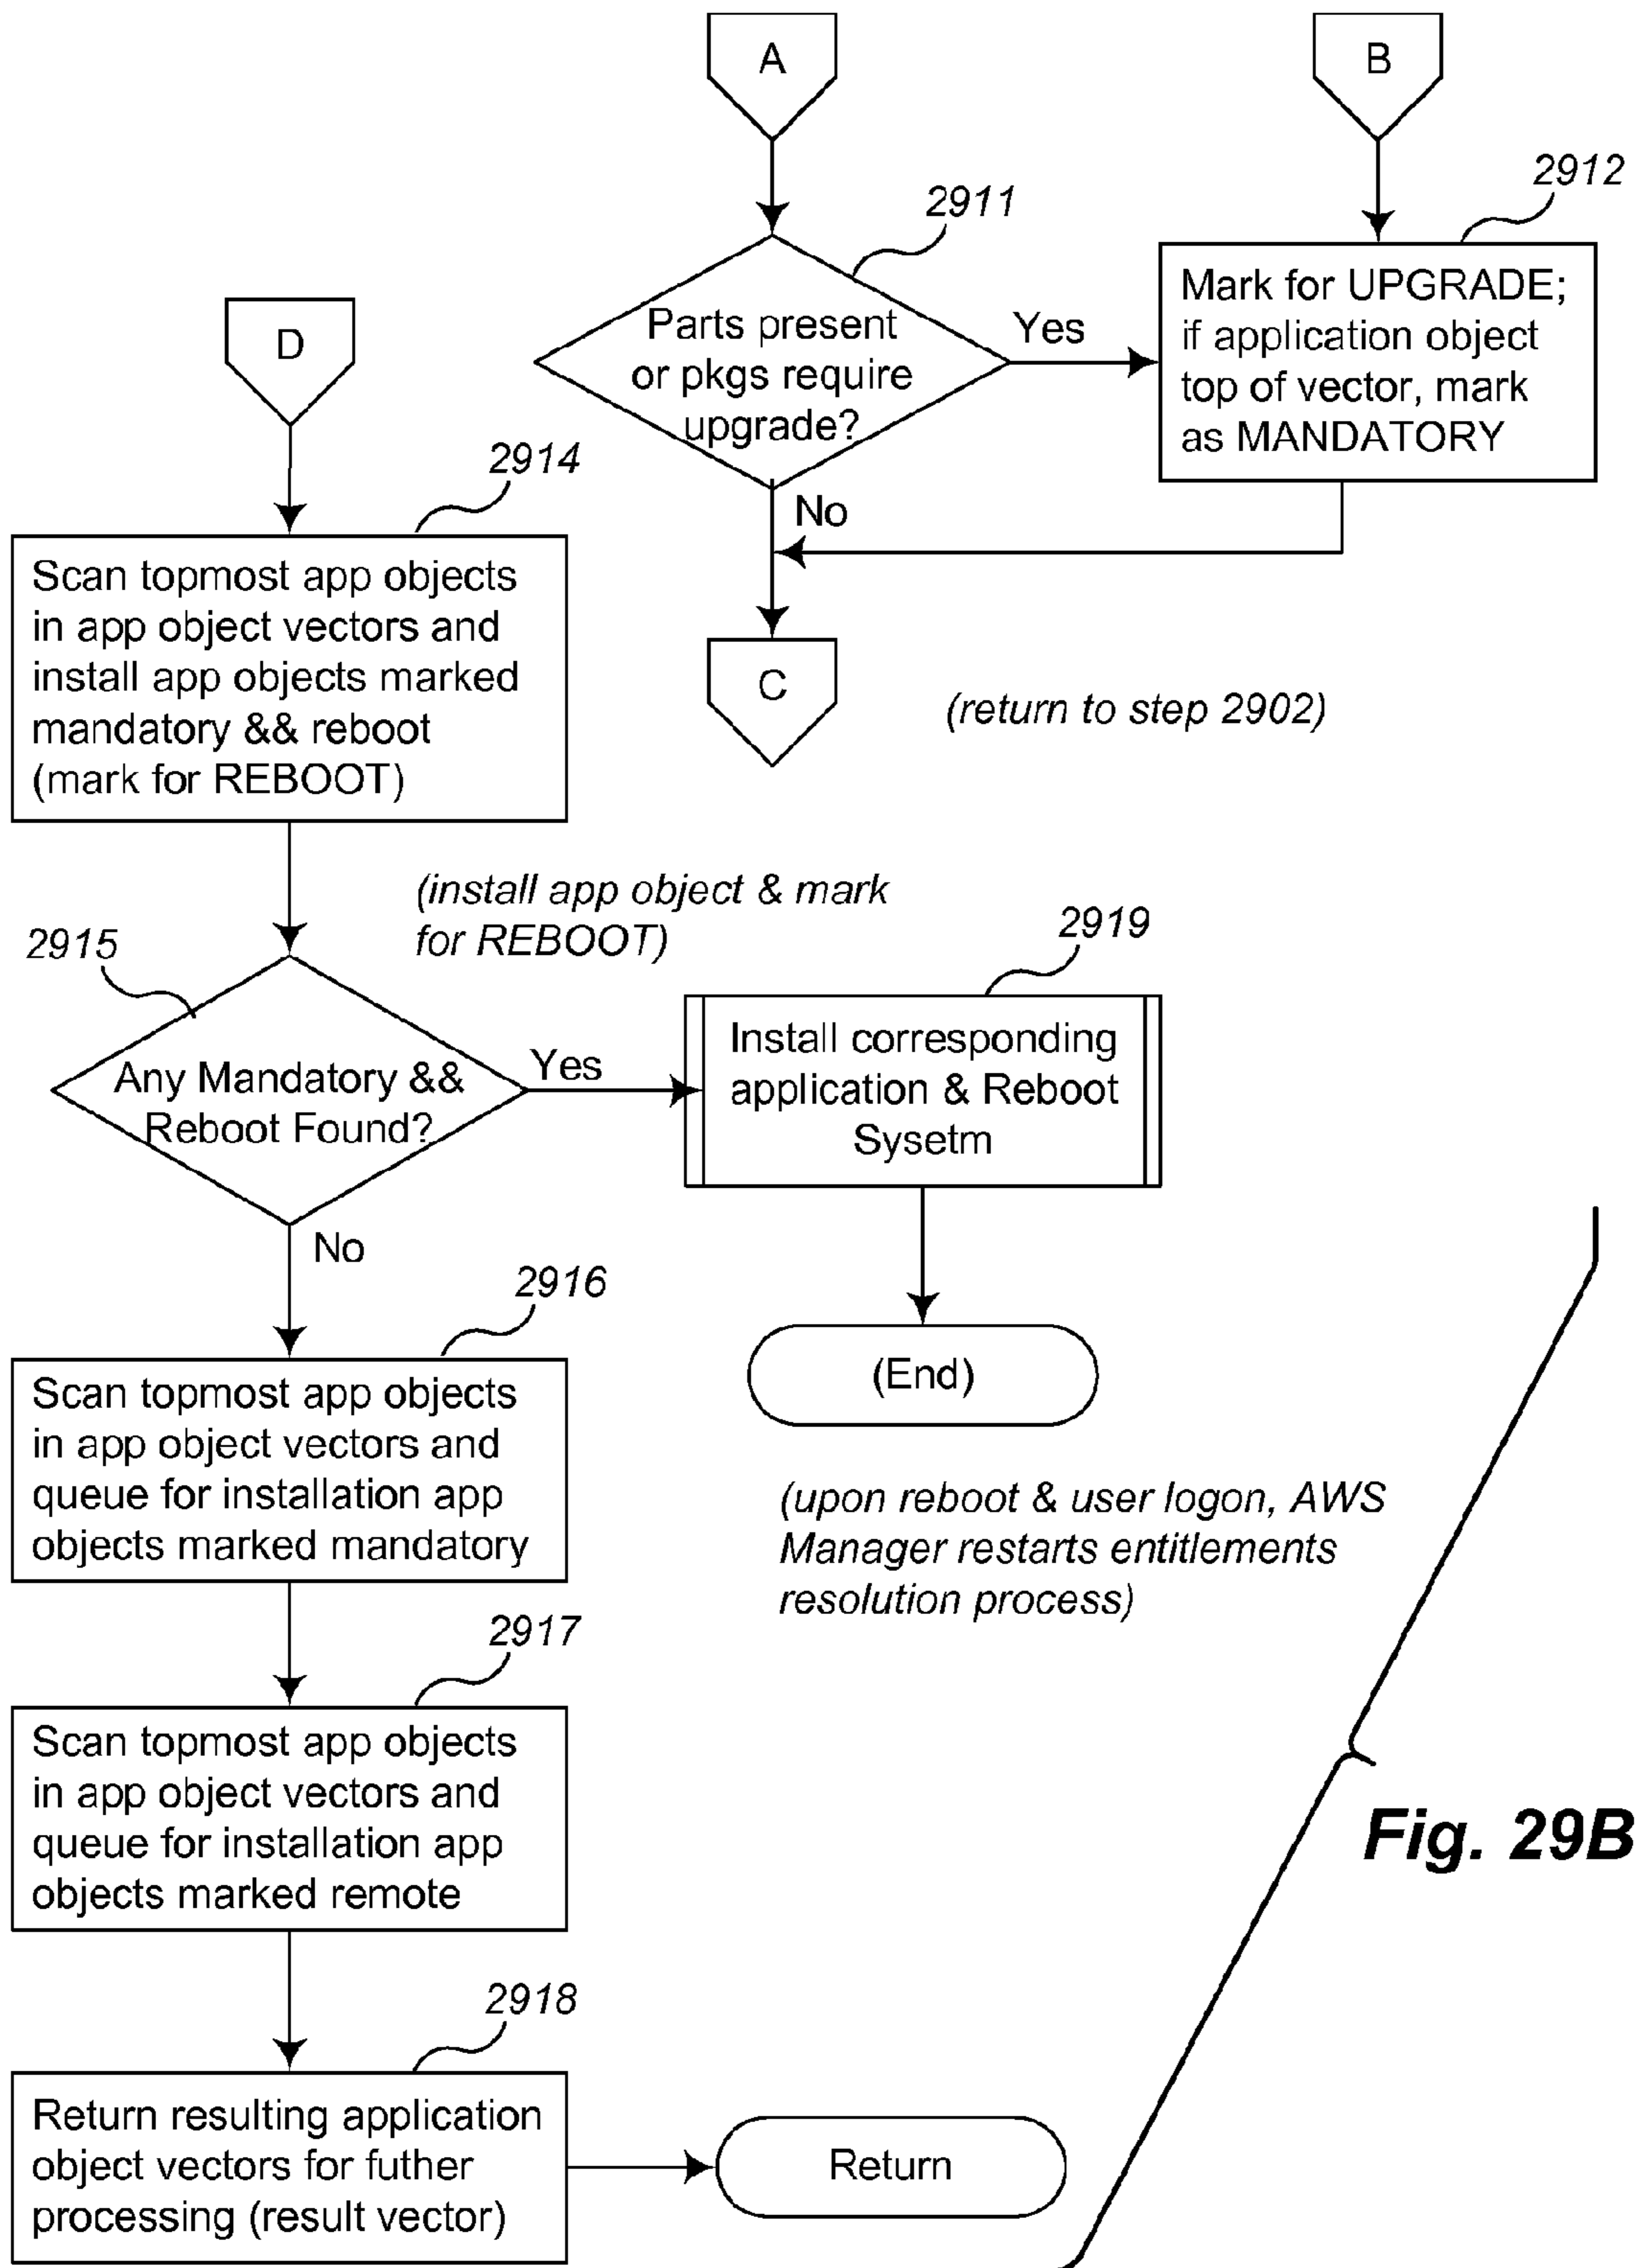 A
B
2911
2912
Parts present
or pkgs require
upgrade?
Yes
Mark for UPGRADE;
if application object
top of vector, mark
as MANDATORY
No
C
(return to step 2902)
D
2914
Scan topmost app objects
in app object vectors and
install app objects marked
mandatory && reboot
(mark for REBOOT)
(install app object & mark
for REBOOT)
2915
Any Mandatory &&
Reboot Found?
Yes
2919
Install corresponding
application & Reboot
Sysetm
(End)
(upon reboot & user logon, AWS
Manager restarts entitlements
resolution process)
No
2916
Scan topmost app objects
in app object vectors and
queue for installation app
objects marked mandatory
2917
Scan topmost app objects
in app object vectors and
queue for installation app
objects marked remote
2918
Return resulting application
object vectors for futher
processing (result vector)
Return
Fig. 29B